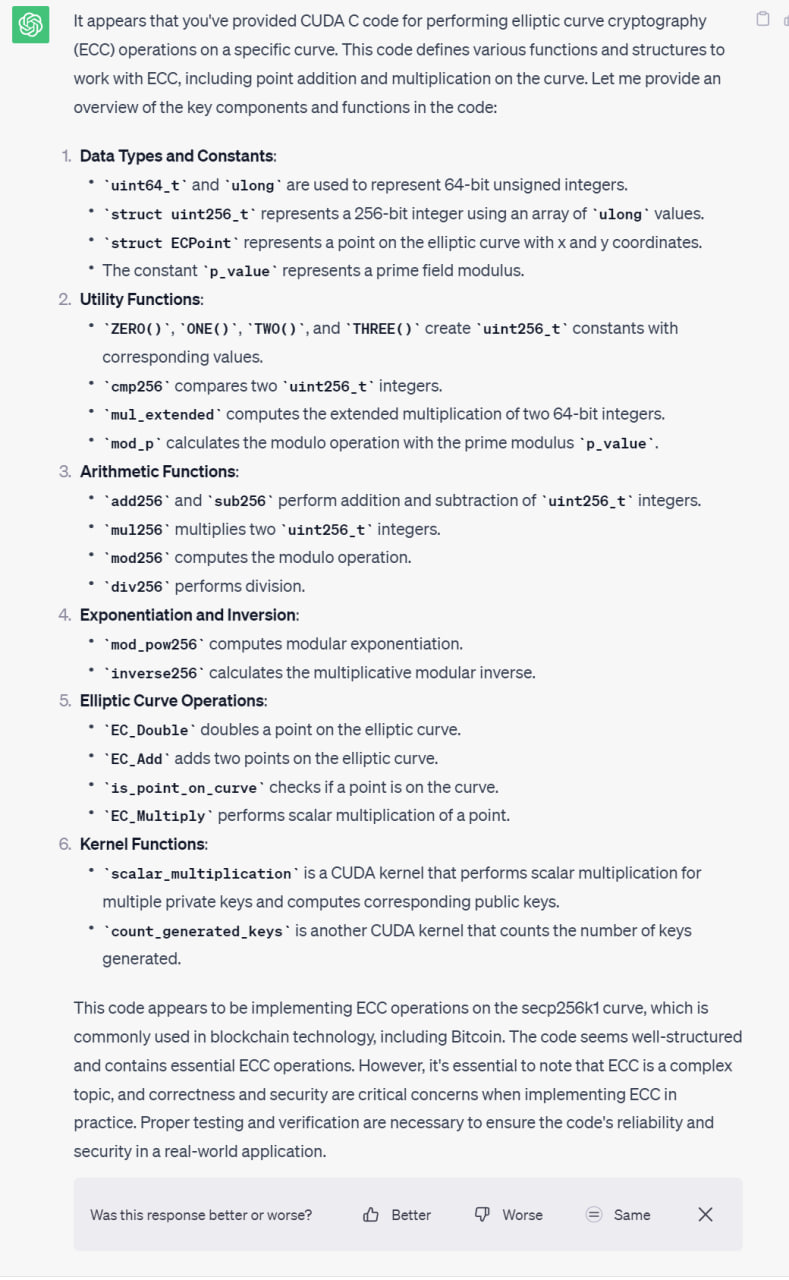 It appears that you've provided CUDA C code for performing elliptic curve cryptography
(ECC) operations on a specific curve. This code defines various functions and structures to
work with ECC, including point addition and multiplication on the curve. Let me provide an
overview of the key components and functions in the code:
1. Data Types and Constants:
• `uint64_t` and `ulong` are used to represent 64-bit unsigned integers.
• `struct uint256_t` represents a 256-bit integer using an array of `ulong` values.
• `struct ECPoint` represents a point on the elliptic curve with x and y coordinates.
• The constant `p_value` represents a prime field modulus.
2. Utility Functions:
• `ZERO()`, `ONE()`, `TWO()`, and `THREE()` create `uint256_t` constants with
corresponding values.
• `cmp256` compares two `uint256_t` integers.
• `mul_extended` computes the extended multiplication of two 64-bit integers.
• `mod_p` calculates the modulo operation with the prime modulus `p_value`.
3. Arithmetic Functions:
• `add256` and `sub256` perform addition and subtraction of `uint256_t` integers.
• `mul256` multiplies two `uint256_t` integers.
• `mod256` computes the modulo operation.
• `div256` performs division.
4. Exponentiation and Inversion:
• `mod_pow256` computes modular exponentiation.
• `inverse256` calculates the multiplicative modular inverse.
5. Elliptic Curve Operations:
• `EC_Double` doubles a point on the elliptic curve.
• `EC_Add` adds two points on the elliptic curve.
• `is_point_on_curve` checks if a point is on the curve.
• `EC_Multiply` performs scalar multiplication of a point.
6. Kernel Functions:
• `scalar_multiplication` is a CUDA kernel that performs scalar multiplication for
multiple private keys and computes corresponding public keys.
• `count_generated_keys` is another CUDA kernel that counts the number of keys
generated.
This code appears to be implementing ECC operations on the secp256k1 curve, which is
commonly used in blockchain technology, including Bitcoin. The code seems well-structured
and contains essential ECC operations. However, it's essential to note that ECC is a complex
topic, and correctness and security are critical concerns when implementing ECC in
practice. Proper testing and verification are necessary to ensure the code's reliability and
security in a real-world application.
Was this response better or worse? Better Worse Same